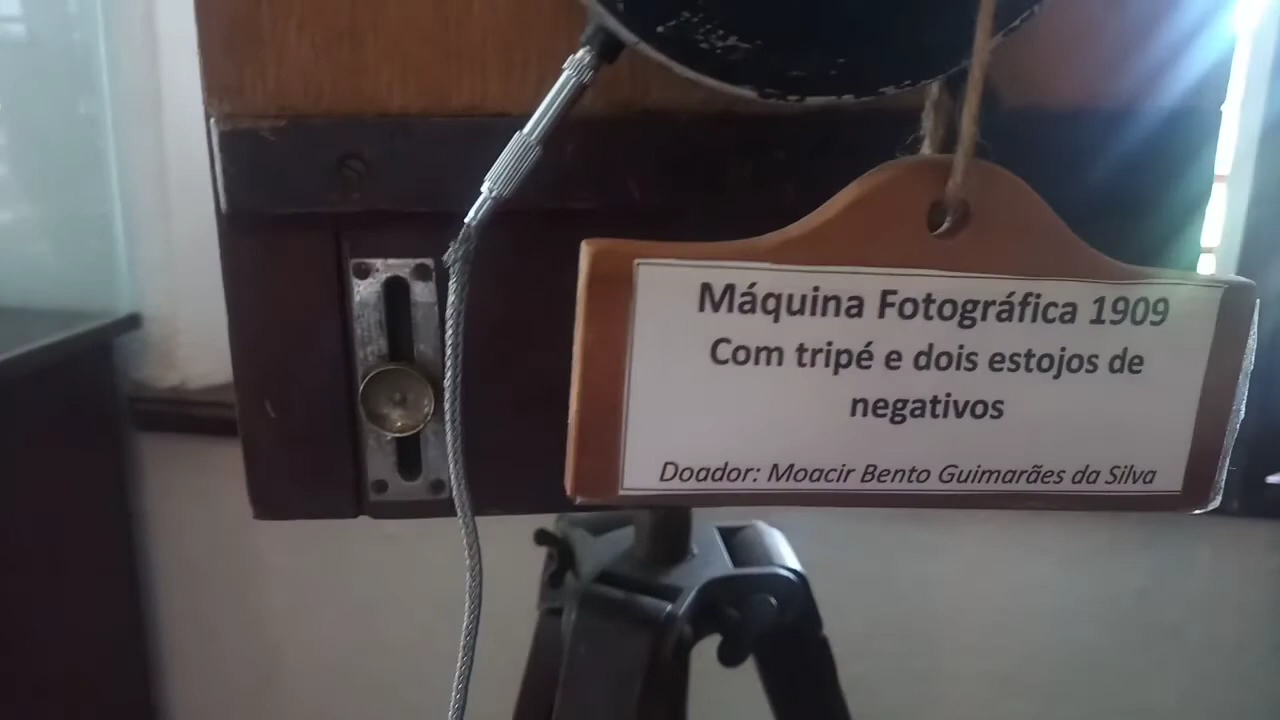 Máquina Fotográfica 1909
Com tripé e dois estojos de
negativos
Doador: Moacir Bento Guimarães da Silva